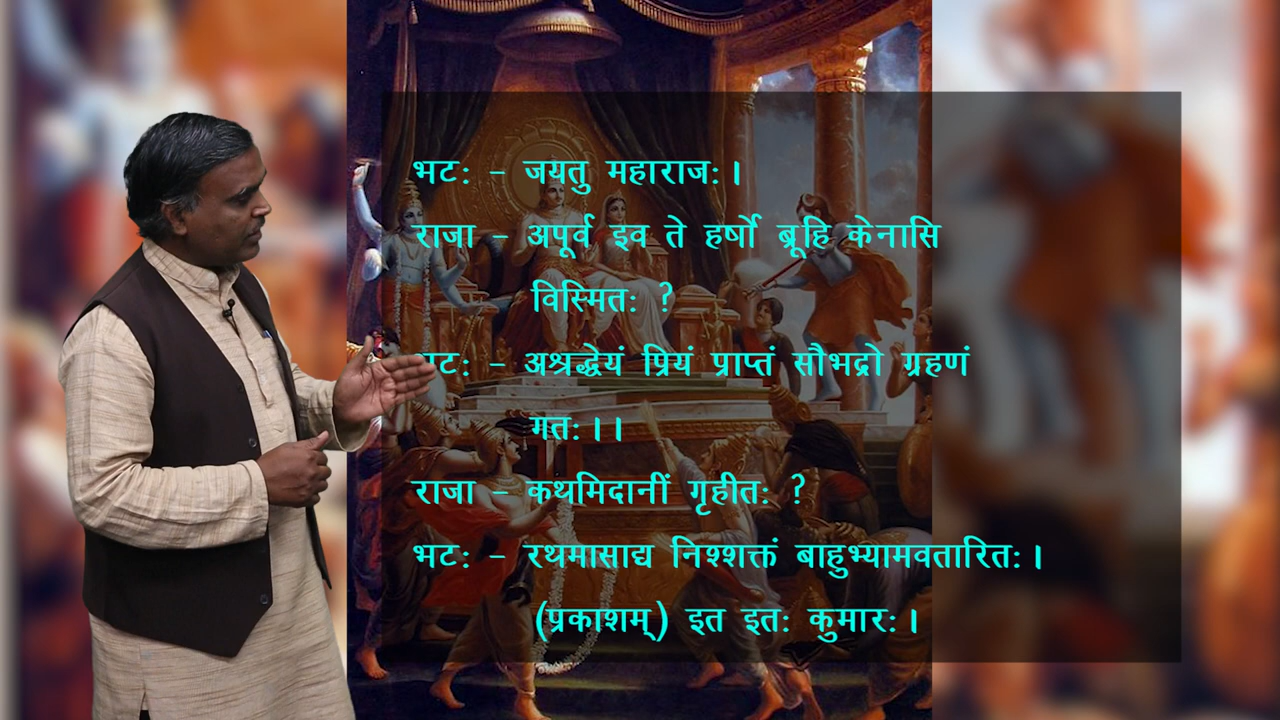 भटः – जयतु महाराजः।
राजा – अपूर्व इव ते हर्षो ब्रूहि केनासि
विस्मितः ?
भटः – अश्रद्धेयं प्रियं प्राप्तं सौभद्रो ग्रहणं
गतः।।
राजा – कथमिदानीं गृहीतः ?
भटः – रथमासाद्य निश्शक्तं बाहुभ्यामवतारितः।
(प्रकाशम्) इत इतः कुमारः।